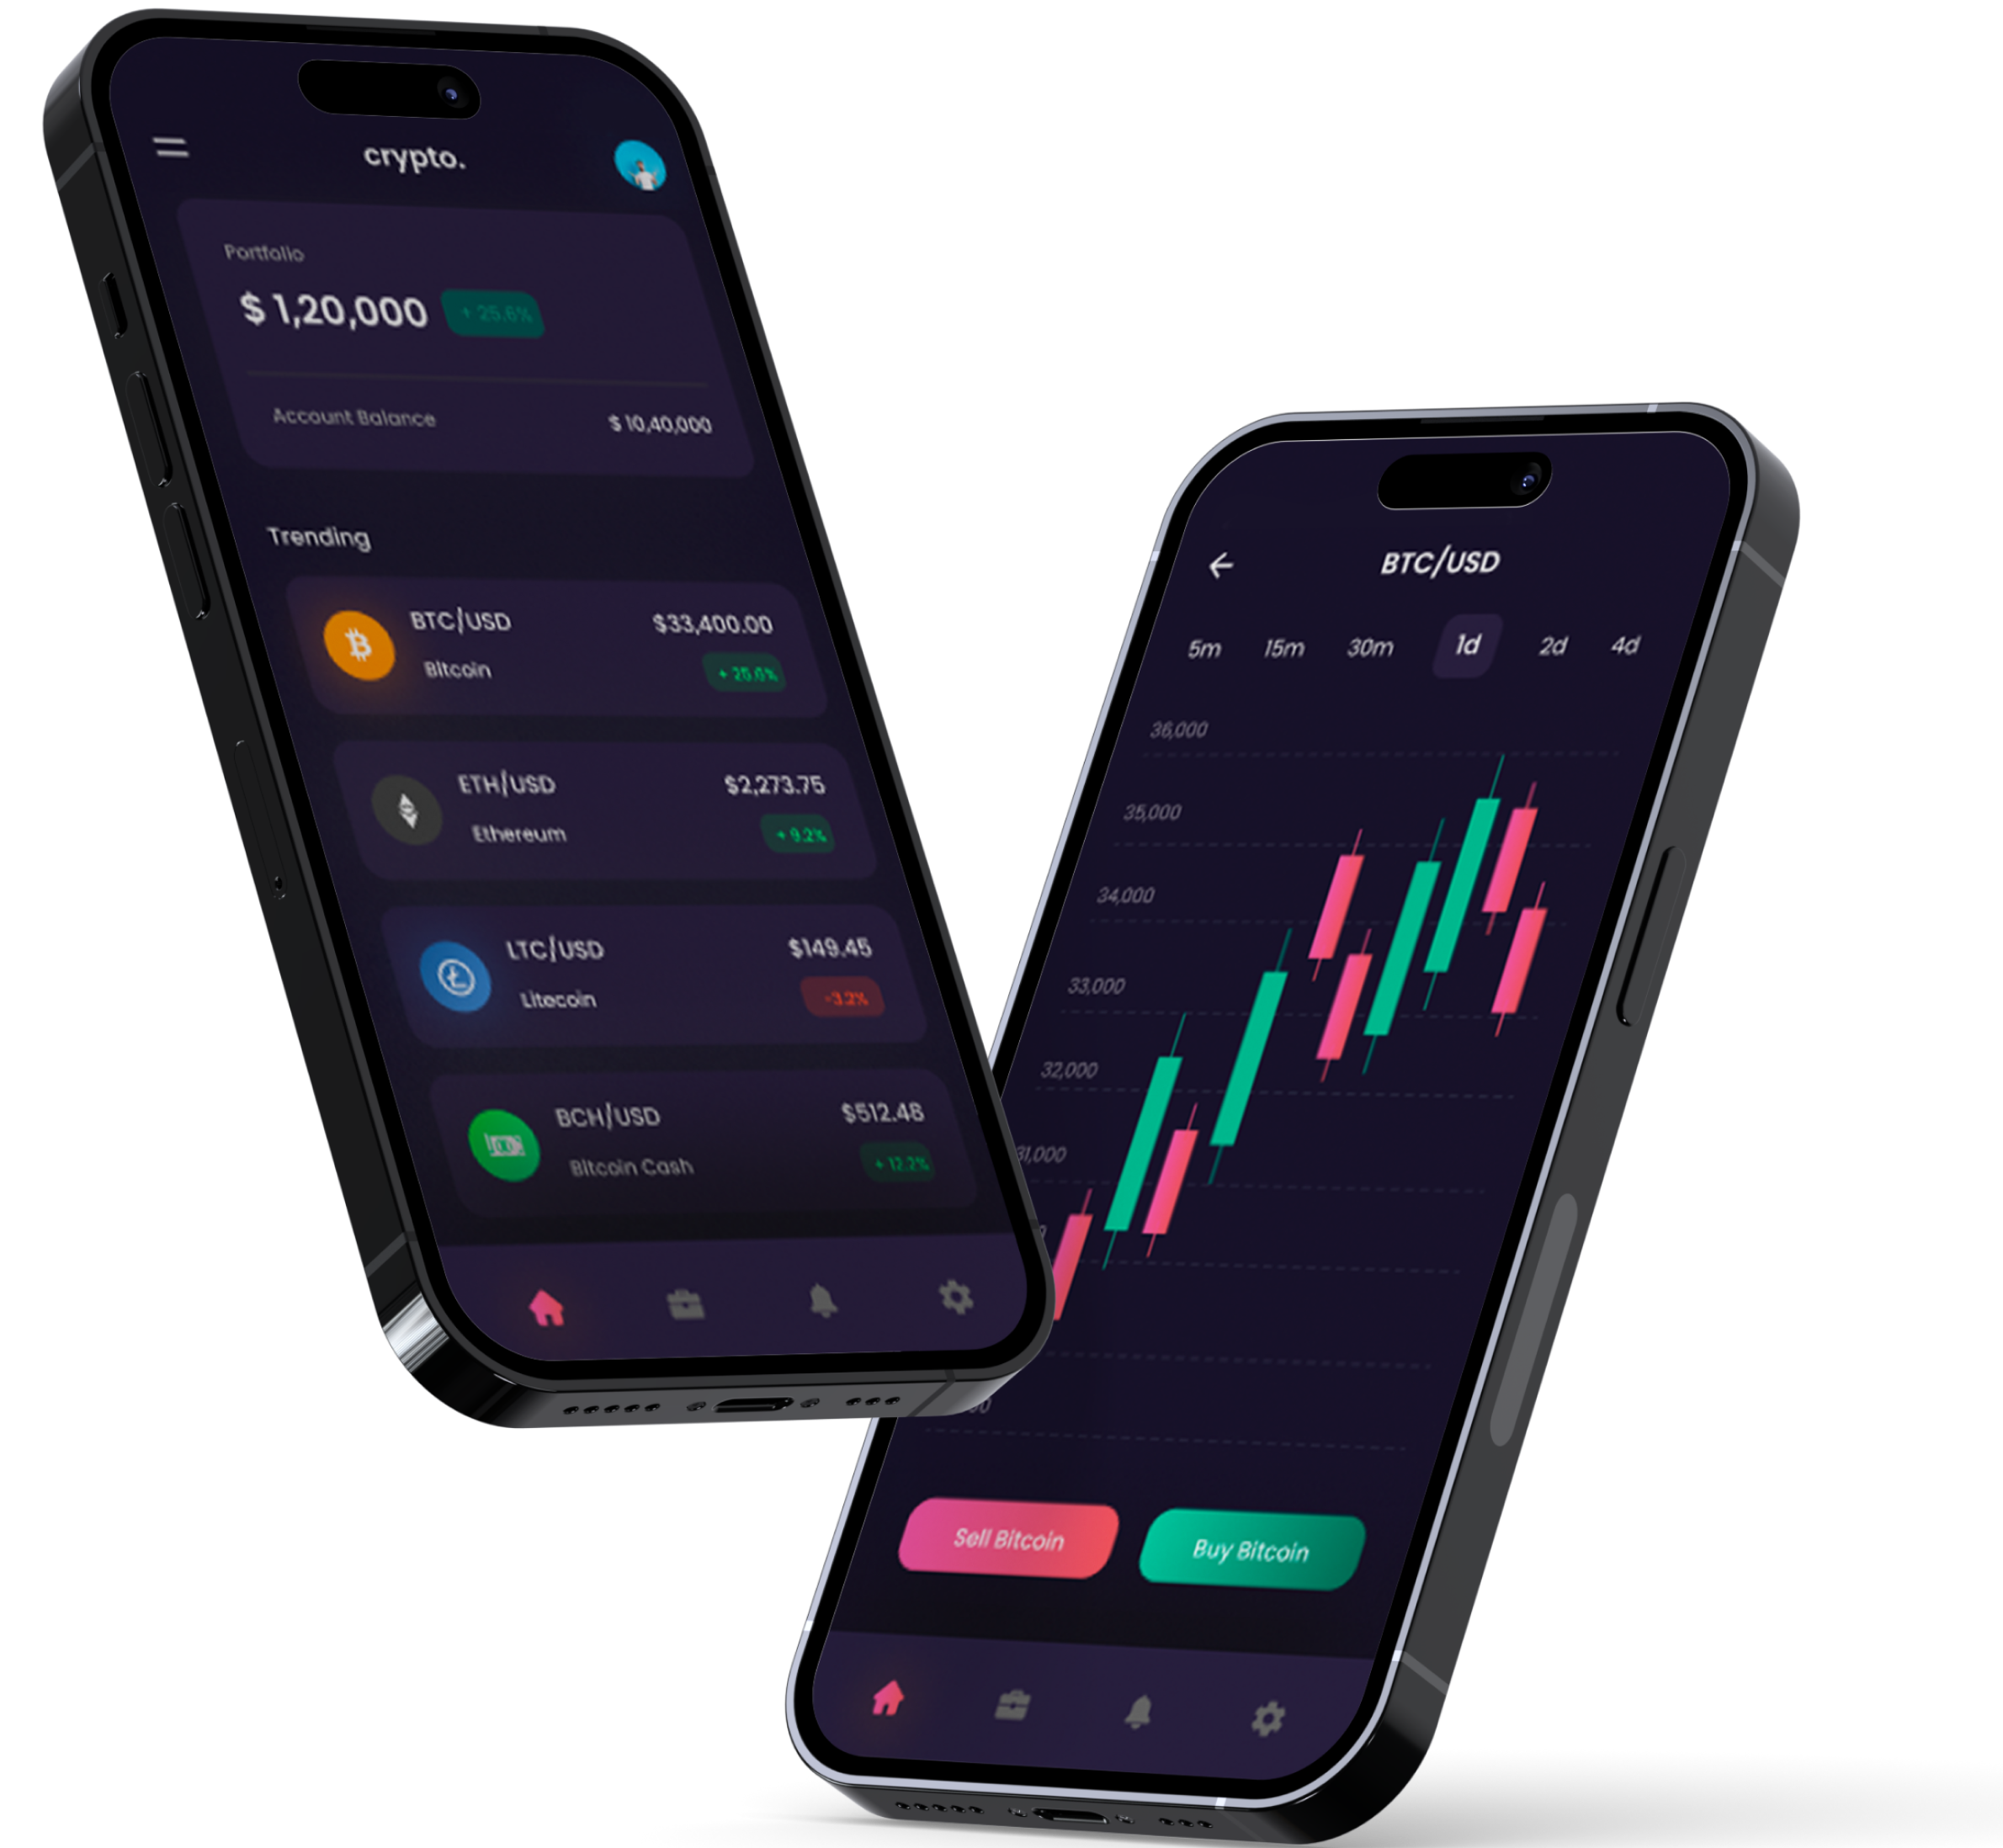 crypto.
Portfolio
$ 1,20,000 + 25.6%
Account Balance $ 10,40,000
Trending
BTC/USD $33,400.00
Bitcoin + 25.6%
ETH/USD $2,273.75
Ethereum + 9.2%
LTC/USD $149.45
Litecoin -3.2%
BCH/USD $512.48
Bitcoin Cash + 12.2%
BTC/USD
5m 15m 30m 1d 2d 4d
36,000
35,000
34,000
33,000
32,000
31,000
Sell Bitcoin Buy Bitcoin